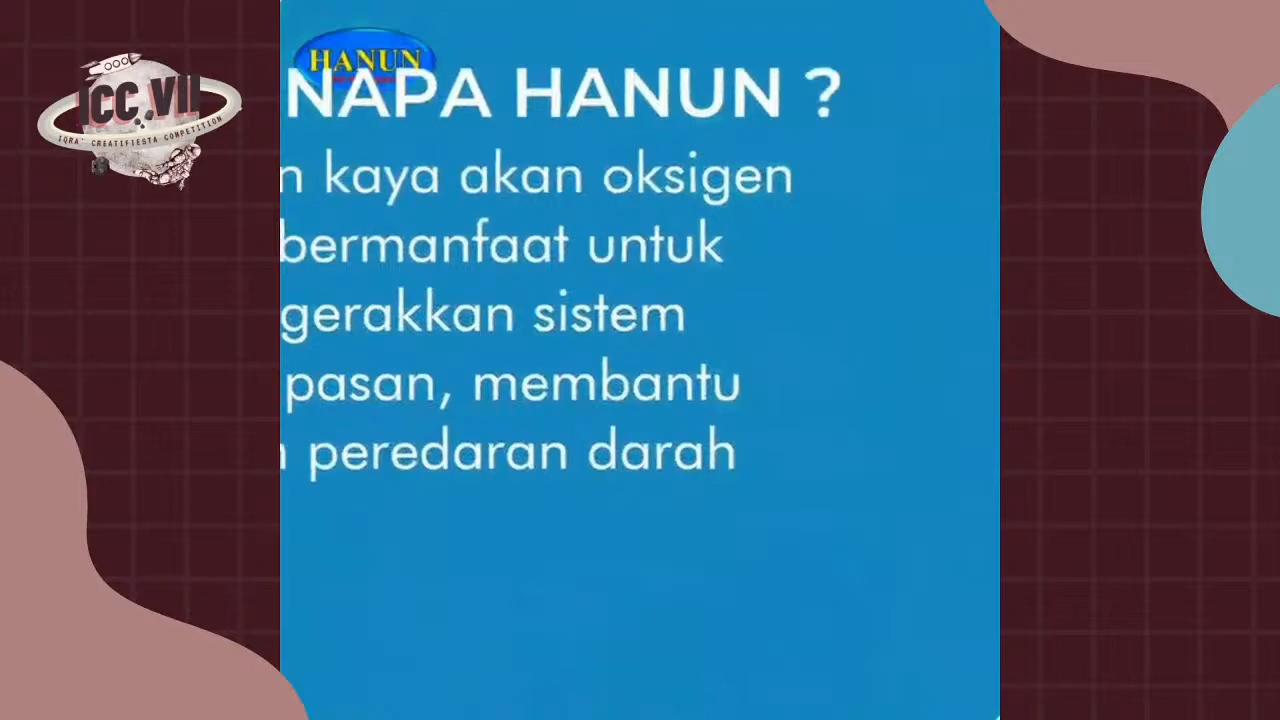 ICC VII
IQRA' CREATIFIESTA COMPETITION
HANUN
NAPA HANUN ?
n kaya akan oksigen
bermanfaat untuk
gerakkan sistem
pasan, membantu
n peredaran darah